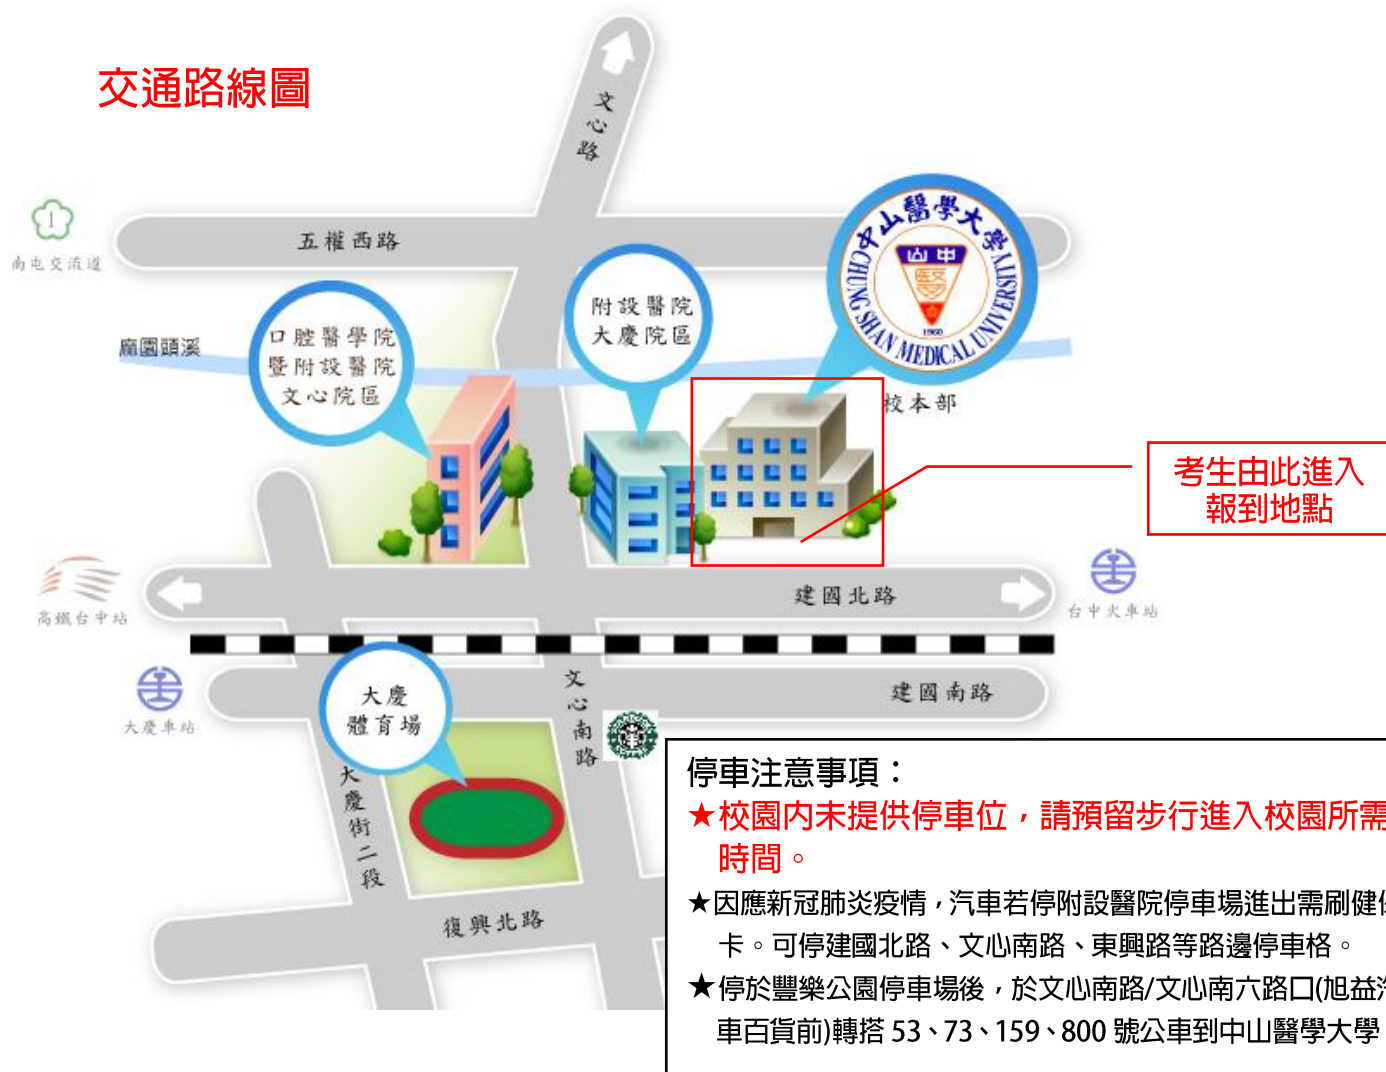 交通路線圖
文心路
五權西路
1
南屯交流道
中山醫學大學
CHUNG SHAN MEDICAL UNIVERSITY
山中
1960
附設醫院
大慶院區
口腔醫學院
暨附設醫院
文心院區
麻園頭溪
校本部
考生由此進入
報到地點
建國北路
高鐵台中站
台中火車站
大慶車站
大慶
體育場
文心南路
建國南路
大慶街二段
復興北路
停車注意事項：
★校園內未提供停車位，請預留步行進入校園所需
時間。
★因應新冠肺炎疫情，汽車若停附設醫院停車場進出需刷健保
卡。可停建國北路、文心南路、東興路等路邊停車格。
★停於豐樂公園停車場後，於文心南路/文心南六路口(旭益汽
車百貨前)轉搭 53、73、159、800 號公車到中山醫學大學